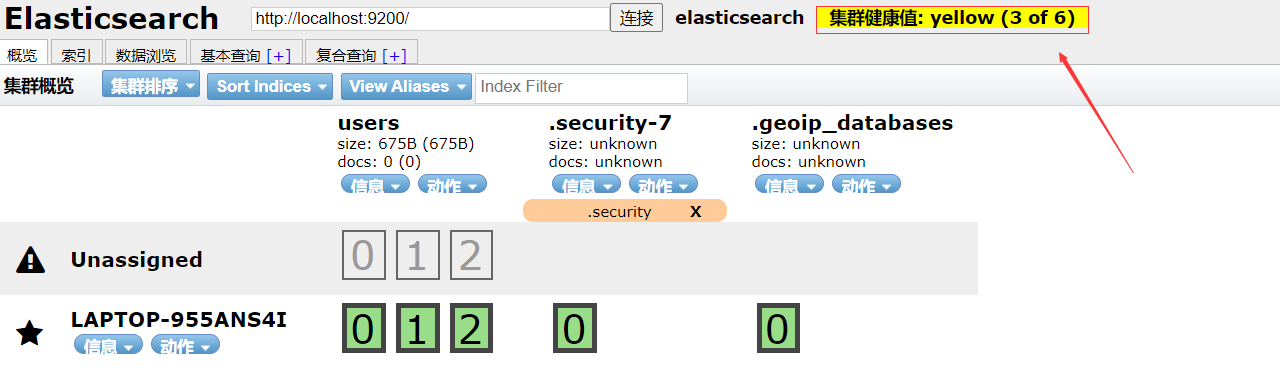 Elasticsearch http://localhost:9200/ 连接 elasticsearch 集群健康值: yellow (3 of 6)
概览 索引 数据浏览 基本查询 [+] 复合查询 [+]
集群概览 集群排序 Sort Indices View Aliases Index Filter
users .security-7 .geoip_databases
size: 675B (675B) size: unknown size: unknown
docs: 0 (0) docs: unknown docs: unknown
信息 动作 信息 动作 信息 动作
.security X
Unassigned 0 1 2
LAPTOP-955ANS4I 0 1 2 0 0
信息 动作